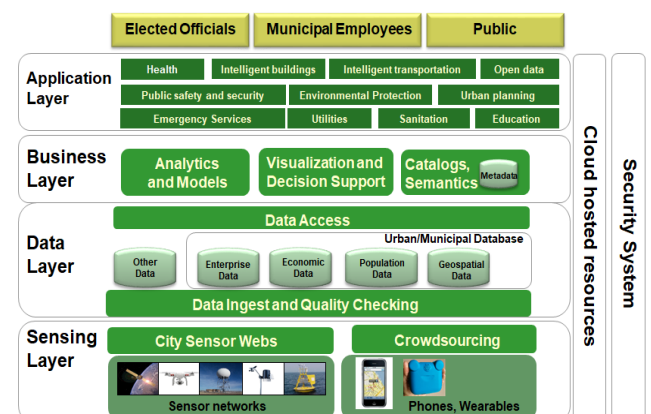 Elected Officials
Municipal Employees
Public
Application
Layer
Health
Intelligent buildings
Intelligent transportation
Open data
Public safety and security
Environmental Protection
Urban planning
Emergency Services
Utilities
Sanitation
Education
Business
Layer
Analytics
and Models
Visualization and
Decision Support
Catalogs,
Semantics
Metadata
Data
Layer
Data Access
Urban/Municipal Database
Other
Data
Enterprise
Data
Economic
Data
Population
Data
Geospatial
Data
Data Ingest and Quality Checking
Sensing
Layer
City Sensor Webs
Crowdsourcing
Sensor networks
Phones, Wearables
Cloud hosted resources
Security System